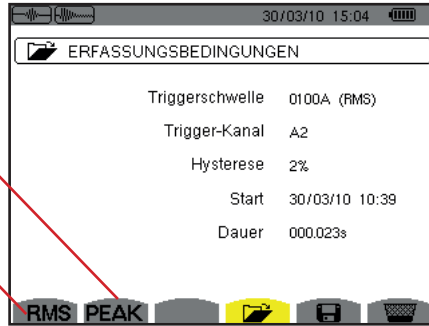 30/03/10 15:04
ERFASSUNGSBEDINGUNGEN
Triggerschwelle 0100A (RMS)
Trigger-Kanal A2
Hysterese 2%
Start 30/03/10 10:39
Dauer 000.023s
RMS PEAK